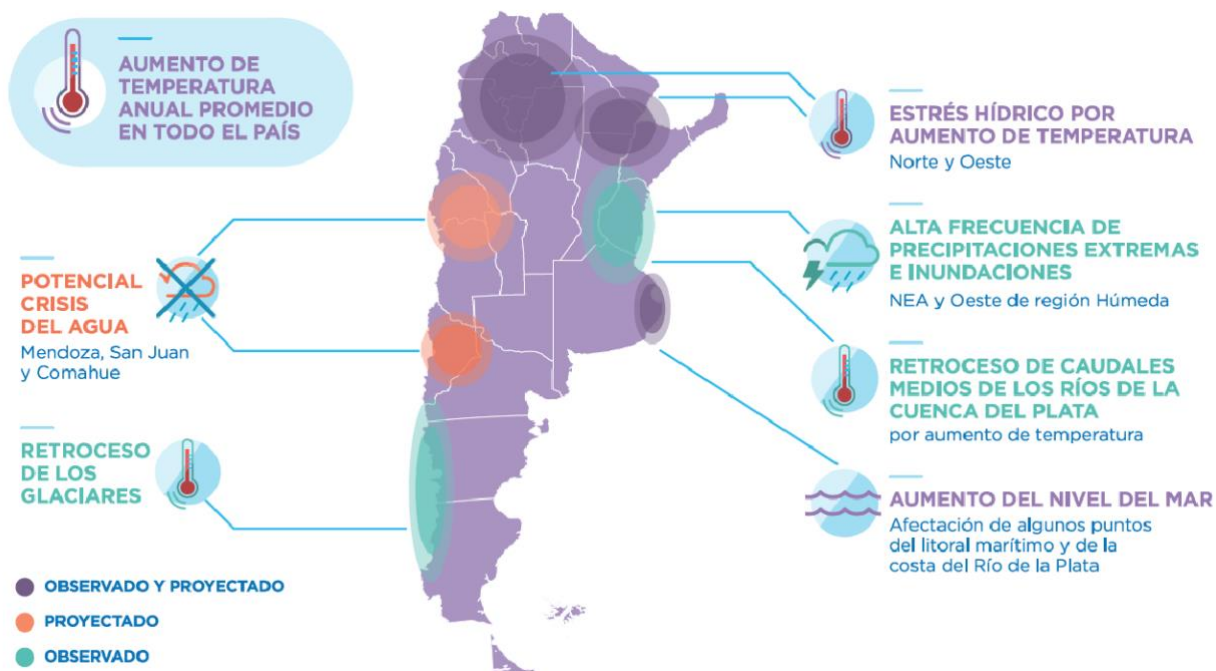 AUMENTO DE
TEMPERATURA
ANUAL PROMEDIO
EN TODO EL PAÍS
POTENCIAL
CRISIS
DEL AGUA
Mendoza, San Juan
y Comahue
RETROCESO
DE LOS
GLACIARES
OBSERVADO Y PROYECTADO
PROYECTADO
OBSERVADO
ESTRÉS HÍDRICO POR
AUMENTO DE TEMPERATURA
Norte y Oeste
ALTA FRECUENCIA DE
PRECIPITACIONES EXTREMAS
E INUNDACIONES
NEA y Oeste de región Húmeda
RETROCESO DE CAUDALES
MEDIOS DE LOS RÍOS DE LA
CUENCA DEL PLATA
por aumento de temperatura
AUMENTO DEL NIVEL DEL MAR
Afectación de algunos puntos
del litoral marítimo y de la
costa del Río de la Plata